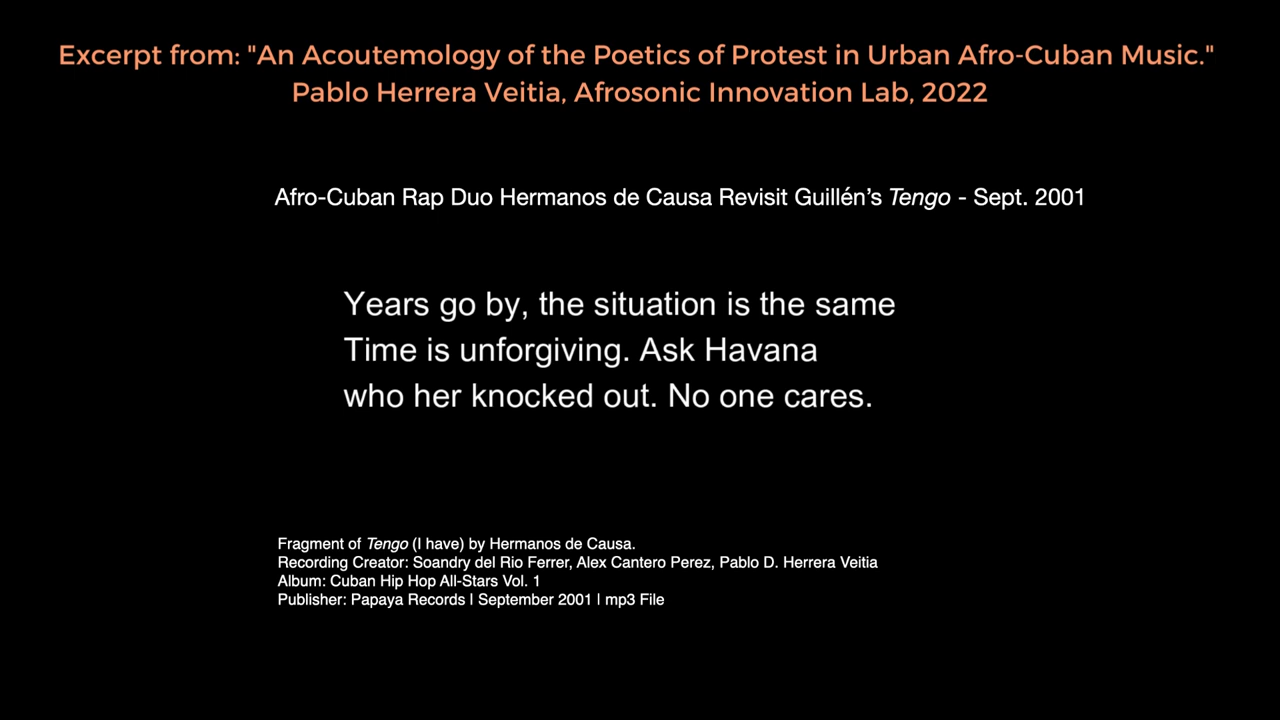 Excerpt from: "An Acoutemology of the Poetics of Protest in Urban Afro-Cuban Music."
Pablo Herrera Veitia, Afrosonic Innovation Lab, 2022
Afro-Cuban Rap Duo Hermanos de Causa Revisit Guillén’s Tengo - Sept. 2001
Years go by, the situation is the same
Time is unforgiving. Ask Havana
who her knocked out. No one cares.
Fragment of Tengo (I have) by Hermanos de Causa.
Recording Creator: Soandry del Rio Ferrer, Alex Cantero Perez, Pablo D. Herrera Veitia
Album: Cuban Hip Hop All-Stars Vol. 1
Publisher: Papaya Records | September 2001 | mp3 File